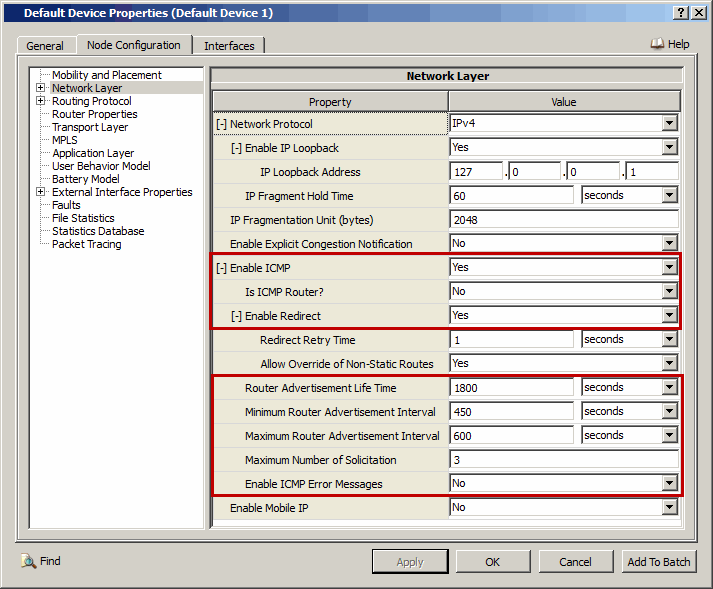 Default Device Properties (Default Device 1)
General
Node Configuration
Interfaces
Help
Mobility and Placement
Network Layer
Routing Protocol
Router Properties
Transport Layer
MPLS
Application Layer
User Behavior Model
Battery Model
External Interface Properties
Faults
File Statistics
Statistics Database
Packet Tracing
Network Layer
Property Value
[-] Network Protocol IPv4
[-] Enable IP Loopback Yes
IP Loopback Address 127 . 0 . 0 . 1
IP Fragment Hold Time 60 seconds
IP Fragmentation Unit (bytes) 2048
Enable Explicit Congestion Notification No
[-] Enable ICMP Yes
Is ICMP Router? No
[-] Enable Redirect Yes
Redirect Retry Time 1 seconds
Allow Override of Non-Static Routes Yes
Router Advertisement Life Time 1800 seconds
Minimum Router Advertisement Interval 450 seconds
Maximum Router Advertisement Interval 600 seconds
Maximum Number of Solicitation 3
Enable ICMP Error Messages No
Enable Mobile IP No
Find
Apply
OK
Cancel
Add To Batch